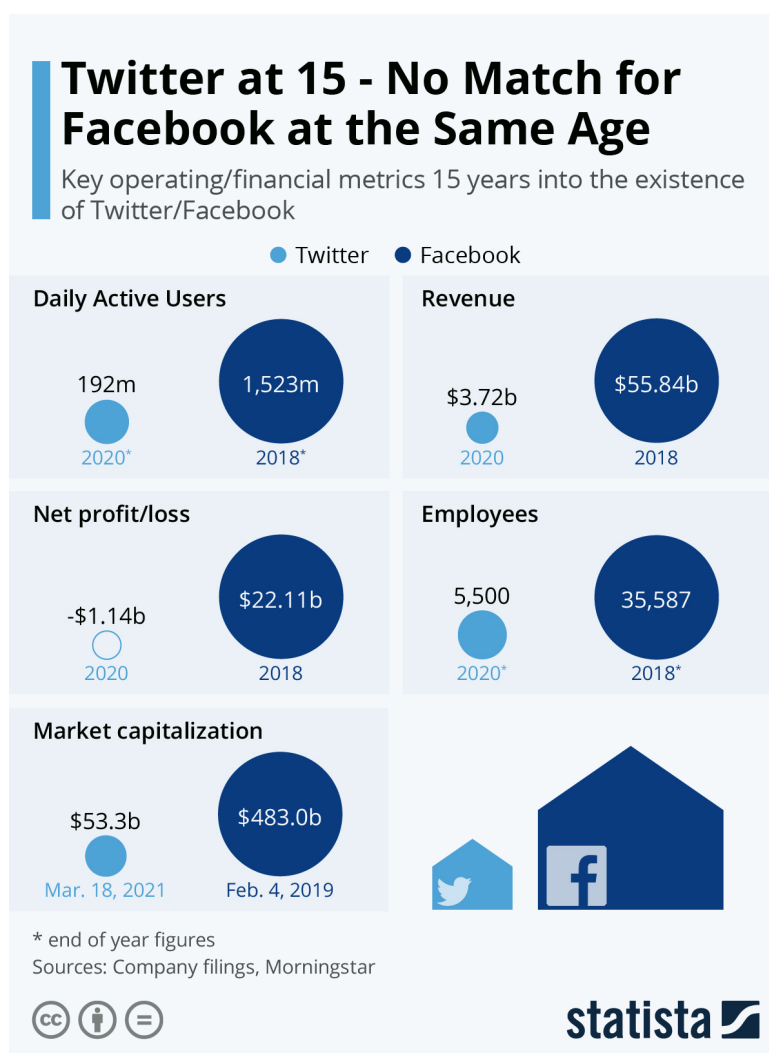 Twitter at 15 - No Match for
Facebook at the Same Age
Key operating/financial metrics 15 years into the existence
of Twitter/Facebook
Twitter Facebook
Daily Active Users
192m
1,523m
2020*
2018*
Revenue
$3.72b
$55.84b
2020
2018
Net profit/loss
-$1.14b
$22.11b
2020
2018
Employees
5,500
35,587
2020*
2018*
Market capitalization
$53.3b
$483.0b
Mar. 18, 2021
Feb. 4, 2019
f
* end of year figures
Sources: Company filings, Morningstar
cc
=
statista